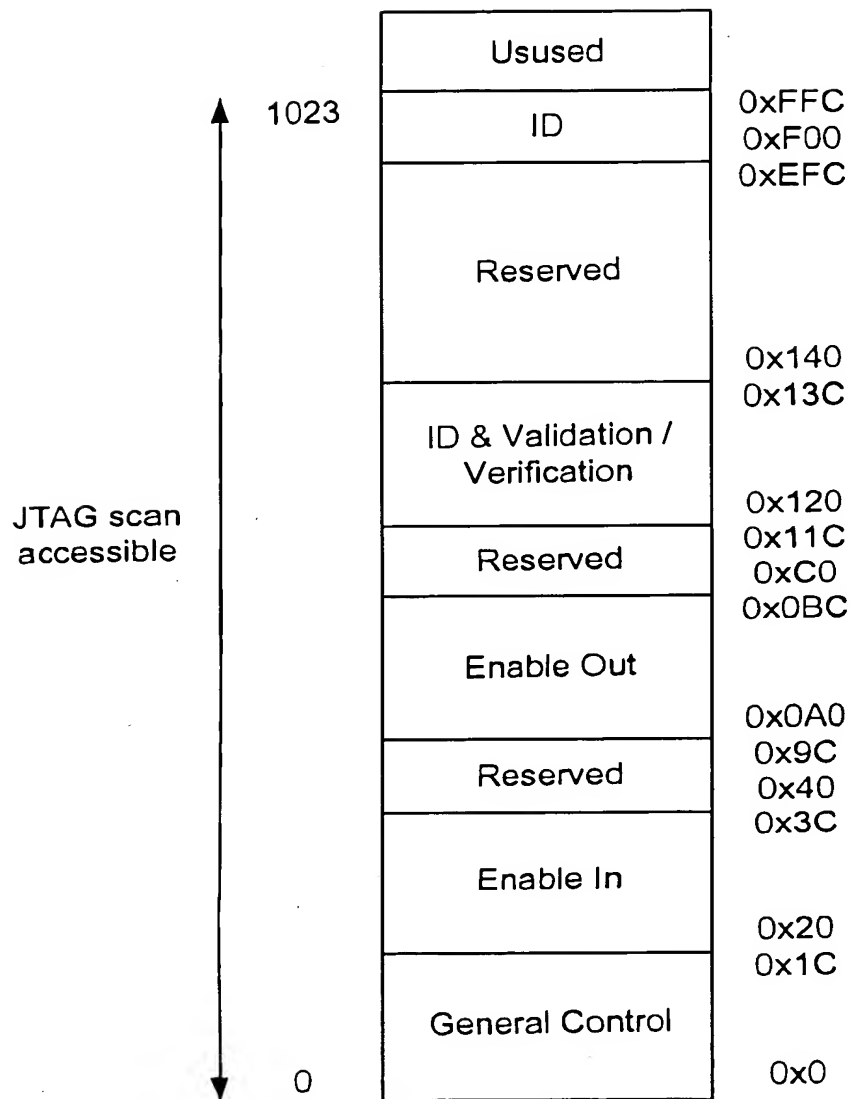 Usused
1023
ID
0xFFC
0xF00
0xEFC
Reserved
0x140
0x13C
ID & Validation /
Verification
JTAG scan
accessible
0x120
0x11C
Reserved
0xC0
0x0BC
Enable Out
0x0A0
0x9C
Reserved
0x40
0x3C
Enable In
0x20
0x1C
General Control
0
0x0